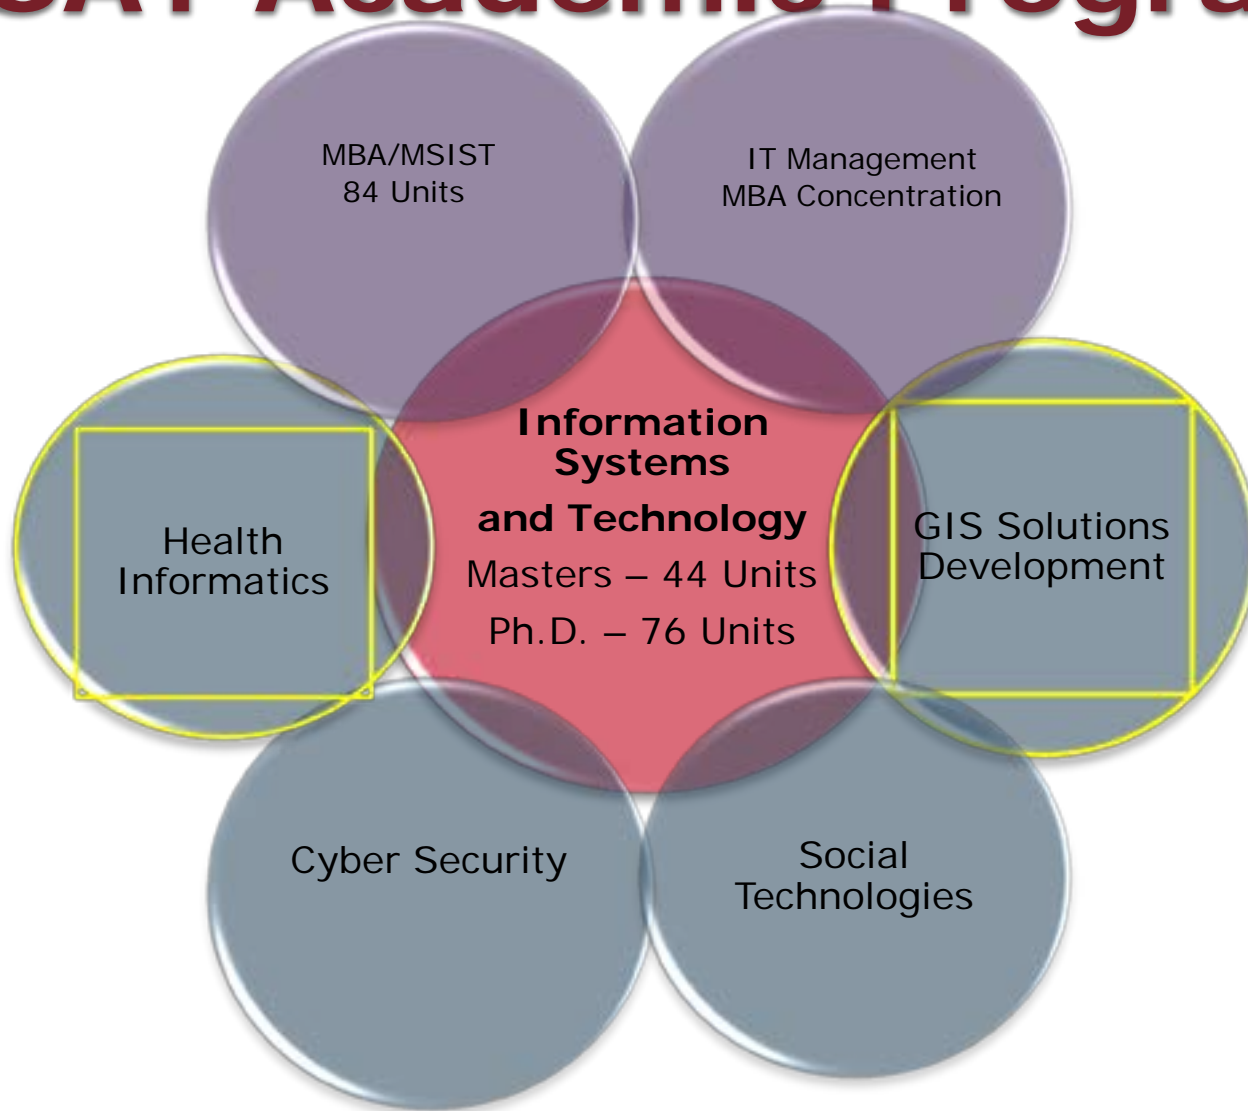 Academic
MBA/MSIST
84 Units
IT Management
MBA Concentration
Information
Systems
and Technology
Masters – 44 Units
Ph.D. – 76 Units
Health
Informatics
GIS Solutions
Development
Cyber Security
Social
Technologies